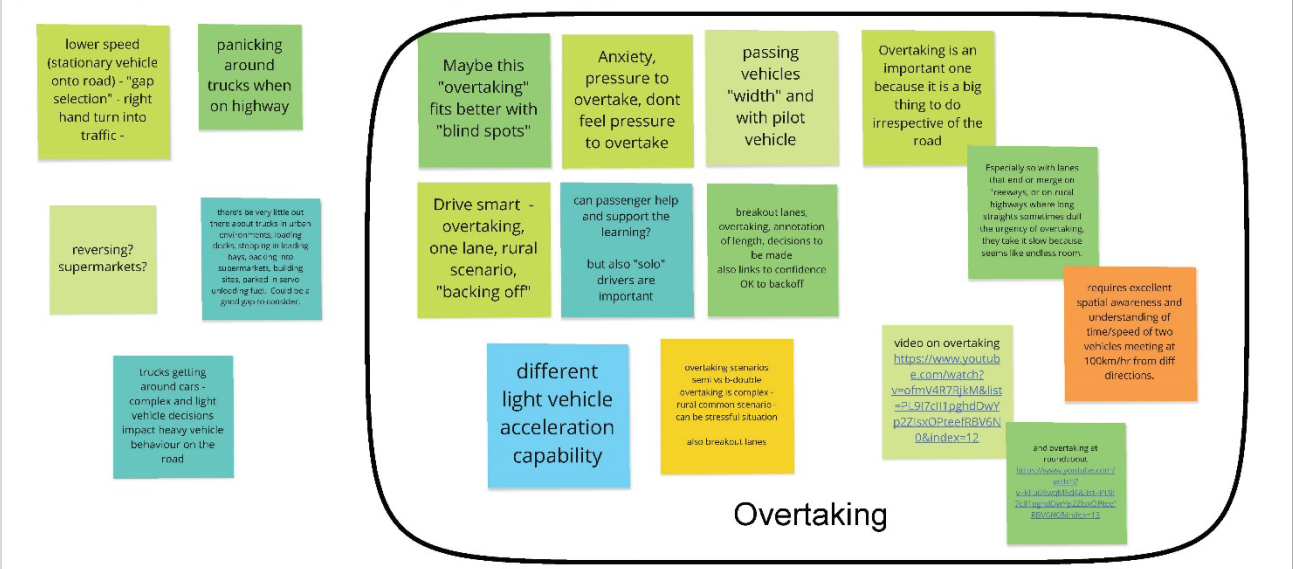 lower speed
(stationary vehicle
onto road) - "gap
selection" - right
hand turn into
traffic -
panicking
around
trucks when
on highway
reversing?
supermarkets?
there's be very little out
there about trucks in urban
environments, loading
docks, stopping in loading
bays, backing into
supermarkets, building
sites, parked in servo
unloading fuel. Could be a
good gap to consider.
trucks getting
around cars -
complex and light
vehicle decisions
impact heavy vehicle
behaviour on the
road
Maybe this
"overtaking"
fits better with
"blind spots"
Anxiety,
pressure to
overtake, dont
feel pressure
to overtake
passing
vehicles
"width" and
with pilot
vehicle
Overtaking is an
important one
because it is a big
thing to do
irrespective of the
road
Especially so with lanes
that end or merge on
freeways, or on rural
highways where long
straights sometimes dull
the urgency of overtaking,
they take it slow because
seems like endless room.
Drive smart -
overtaking,
one lane, rural
scenario,
"backing off"
can passenger help
and support the
learning?
but also "solo"
drivers are
important
breakout lanes,
overtaking, annotation
of length, decisions to
be made
also links to confidence
OK to backoff
requires excellent
spatial awareness and
understanding of
time/speed of two
vehicles meeting at
100km/hr from diff
directions.
different
light vehicle
acceleration
capability
overtaking scenarios
semi vs b-double
overtaking is complex -
rural common scenario -
can be stressful situation
also breakout lanes
video on overtaking
https://www.youtub
e.com/watch?
v=ofmV4R7RjkM&list
=PL9I7cII1pghdDwY
p2ZIsxOPteefRBV6N
0&index=12
and overtaking at
roundabout
https://www.youtube.com/
watch?
Overtaking